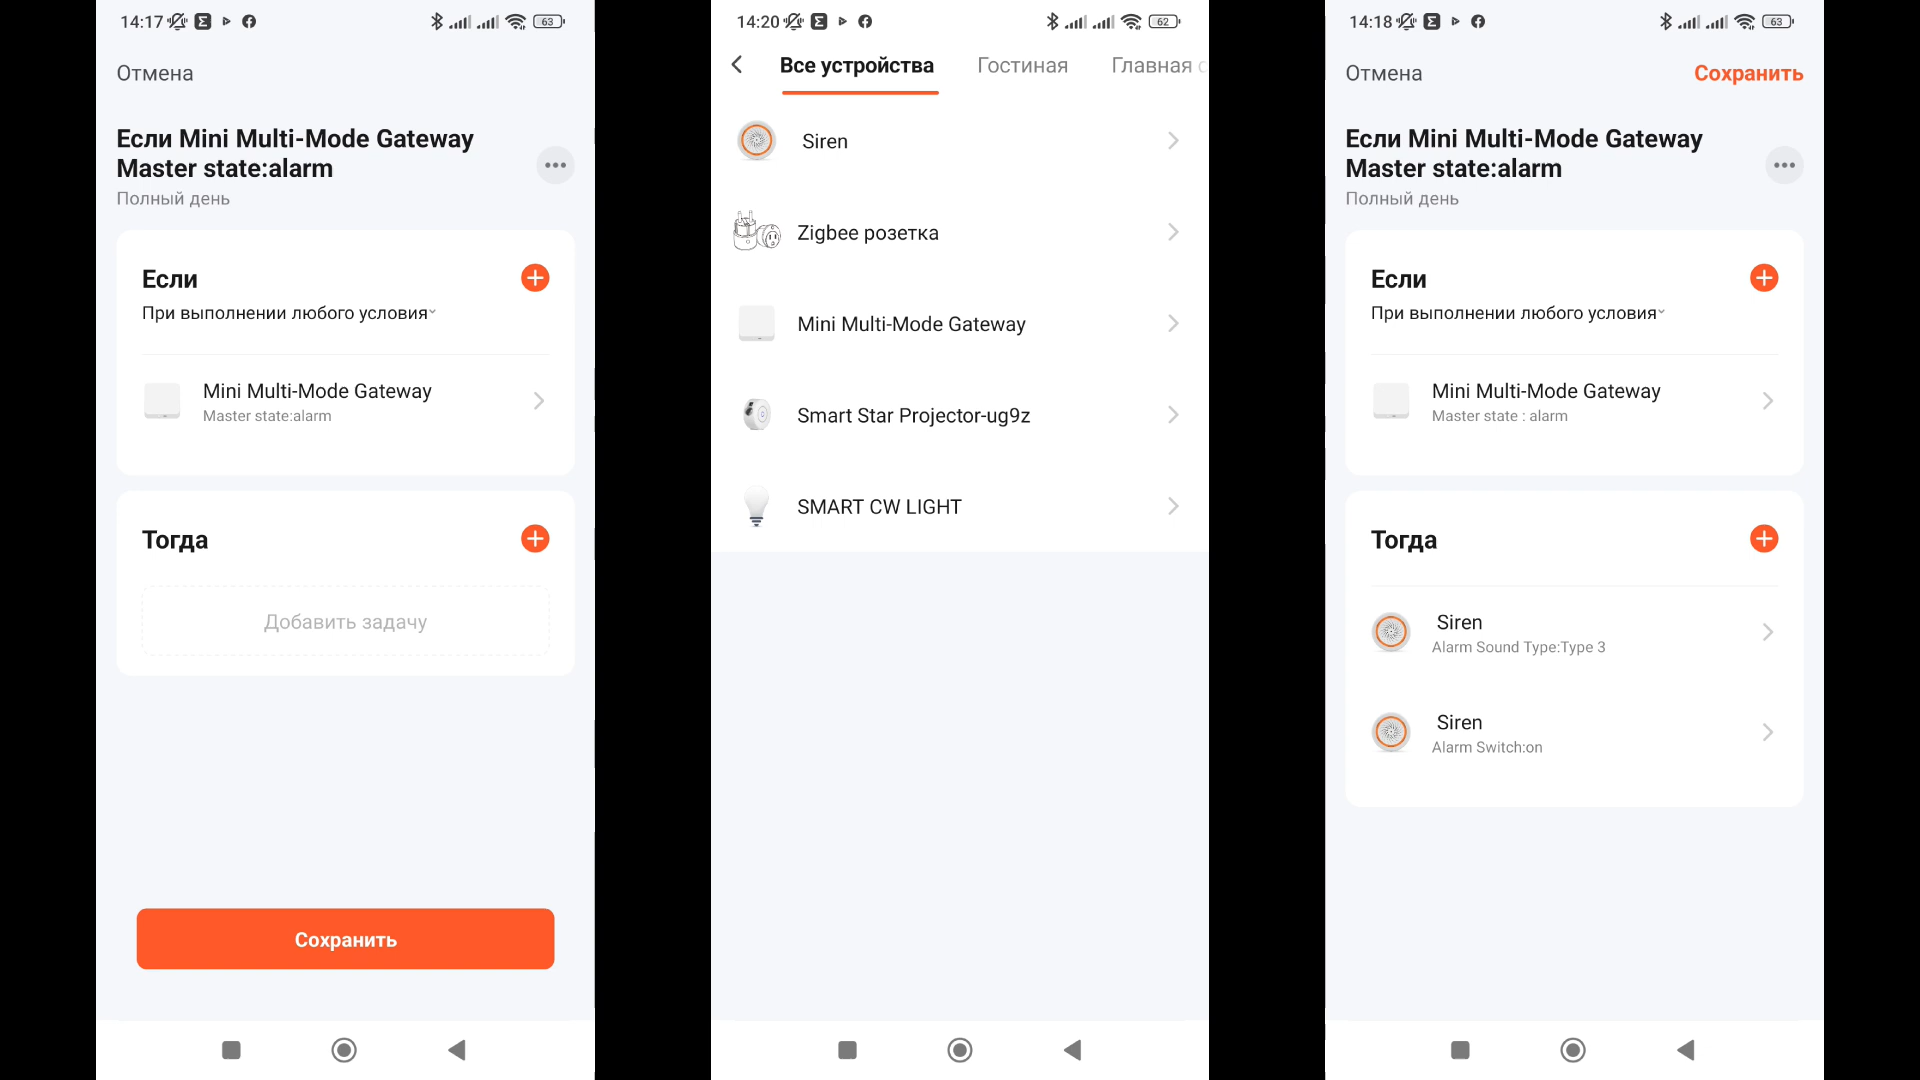 14:17
63
Отмена
Если Mini Multi-Mode Gateway
Master state:alarm
Полный день
Если
При выполнении любого условия
Mini Multi-Mode Gateway
Master state:alarm
Тогда
Добавить задачу
Сохранить
14:20
62
Все устройства
Гостиная
Главная с
Siren
Zigbee розетка
Mini Multi-Mode Gateway
Smart Star Projector-ug9z
SMART CW LIGHT
14:18
63
Отмена
Сохранить
Если Mini Multi-Mode Gateway
Master state:alarm
Полный день
Если
При выполнении любого условия
Mini Multi-Mode Gateway
Master state : alarm
Тогда
Siren
Alarm Sound Type:Type 3
Siren
Alarm Switch:on